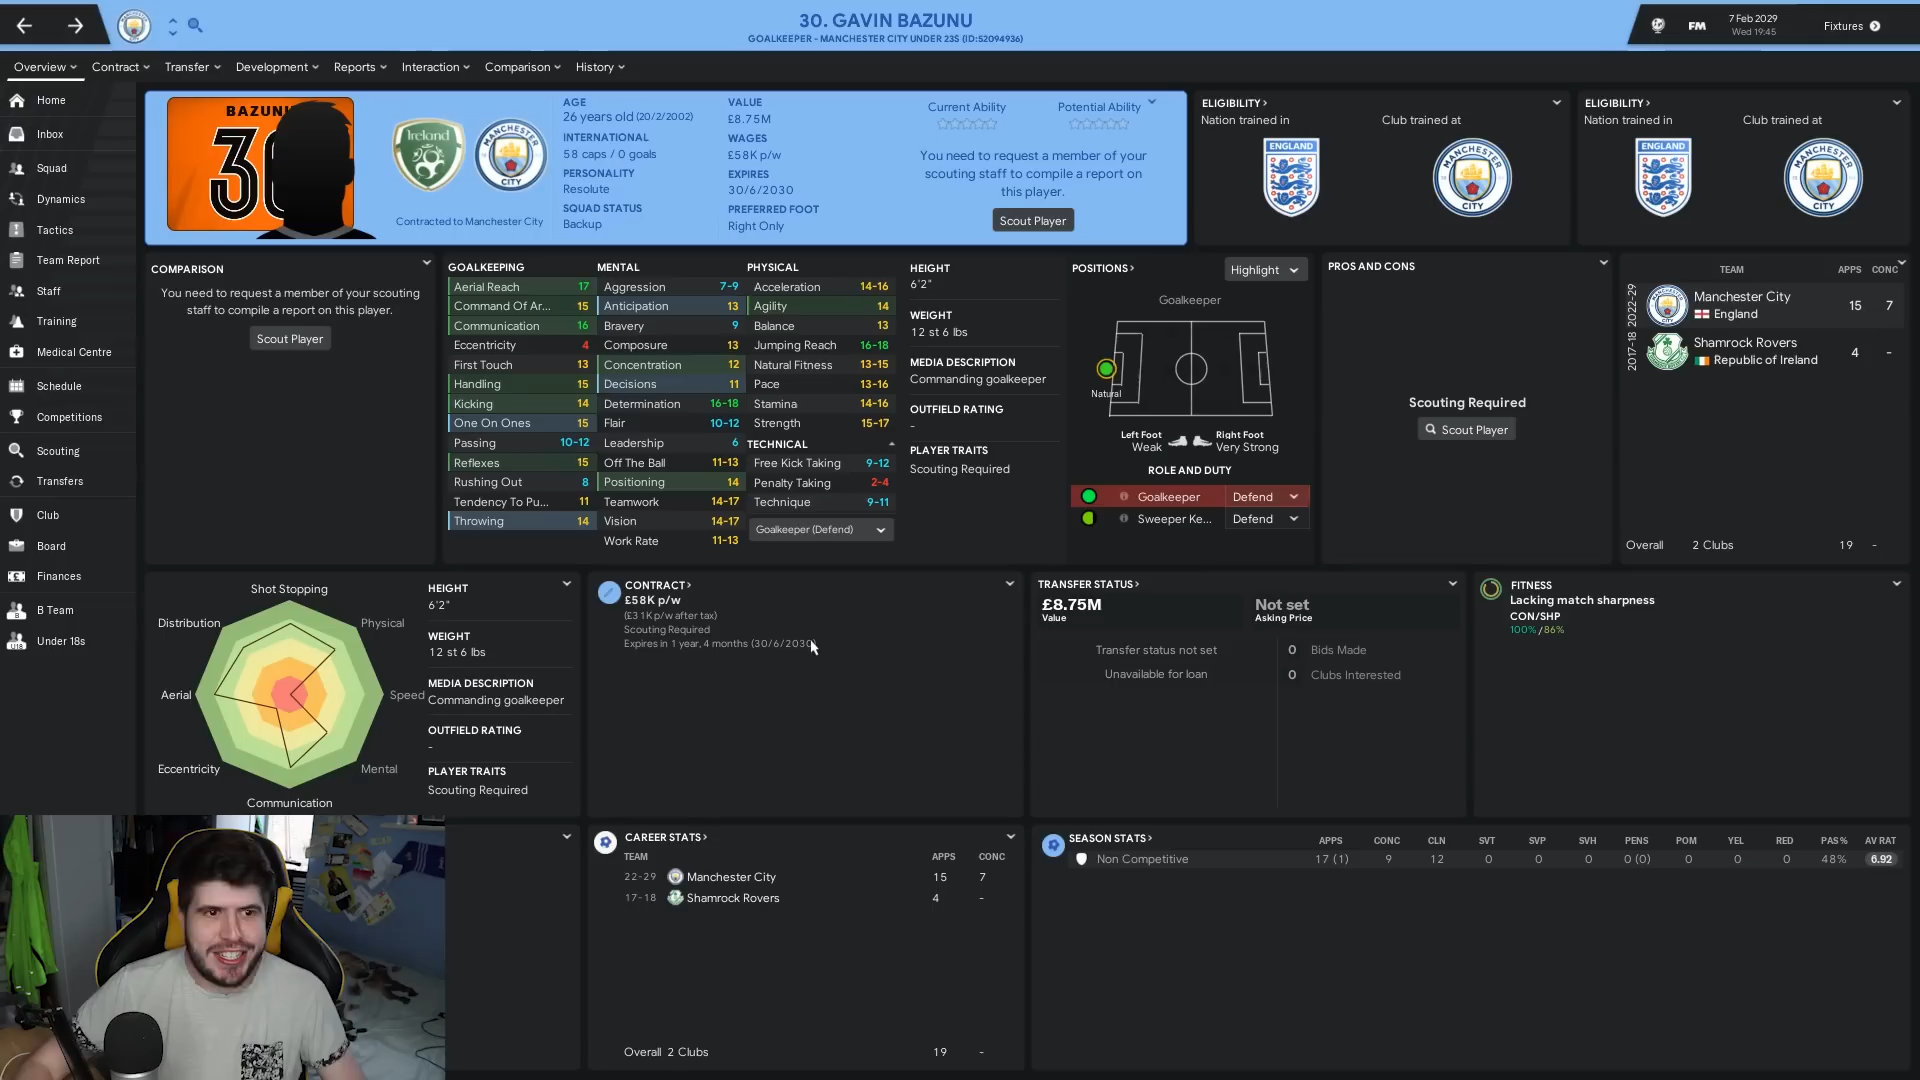 30. GAVIN BAZUNU
GOALKEEPER - MANCHESTER CITY UNDER 23S (ID:52094936)
FM
7 Feb 2029
Wed 19:45
Fixtures
Overview
Contract
Transfer
Development
Reports
Interaction
Comparison
History
Home
Inbox
Squad
Dynamics
Tactics
Team Report
Staff
Training
Medical Centre
Schedule
Competitions
Scouting
Transfers
Club
Board
Finances
B Team
Under 18s
BAZUNU
30
Ireland
MANCHESTER
CITY
Contracted to Manchester City
AGE
26 years old (20/2/2002)
INTERNATIONAL
58 caps / 0 goals
PERSONALITY
Resolute
SQUAD STATUS
Backup
VALUE
£8.75M
WAGES
£58K p/w
EXPIRES
30/6/2030
PREFERRED FOOT
Right Only
Current Ability
Potential Ability
You need to request a member of your
scouting staff to compile a report on
this player.
Scout Player
ELIGIBILITY>
Nation trained in
Club trained at
ENGLAND
MANCHESTER
CITY
ELIGIBILITY>
Nation trained in
Club trained at
ENGLAND
MANCHESTER
CITY
COMPARISON
You need to request a member of your scouting
staff to compile a report on this player.
Scout Player
GOALKEEPING
Aerial Reach 17
Command Of Ar... 15
Communication 16
Eccentricity 4
First Touch 13
Handling 15
Kicking 14
One On Ones 15
Passing 10-12
Reflexes 15
Rushing Out 8
Tendency To Pu... 11
Throwing 14
MENTAL
Aggression 7-9
Anticipation 13
Bravery 9
Composure 13
Concentration 12
Decisions 11
Determination 16-18
Flair 10-12
Leadership 6
Off The Ball 11-13
Positioning 14
Teamwork 14-17
Vision 14-17
Work Rate 11-13
PHYSICAL
Acceleration 14-16
Agility 14
Balance 13
Jumping Reach 16-18
Natural Fitness 13-15
Pace 13-16
Stamina 14-16
Strength 15-17
TECHNICAL
Free Kick Taking 9-12
Penalty Taking 2-4
Technique 9-11
Goalkeeper (Defend)
HEIGHT
6'2"
WEIGHT
12 st 6 lbs
MEDIA DESCRIPTION
Commanding goalkeeper
OUTFIELD RATING
-
PLAYER TRAITS
Scouting Required
POSITIONS>
Highlight
Goalkeeper
Natural
Left Foot
Weak
Right Foot
Very Strong
ROLE AND DUTY
Goalkeeper Defend
Sweeper Ke... Defend
PROS AND CONS
Scouting Required
Scout Player
TEAM APPS CONC
2022-29
Manchester City 15 7
England
2017-18
Shamrock Rovers 4 -
Republic of Ireland
Overall 2 Clubs 19 -
Shot Stopping
Physical
Speed
Mental
Communication
Eccentricity
Aerial
Distribution
HEIGHT
6'2"
WEIGHT
12 st 6 lbs
MEDIA DESCRIPTION
Commanding goalkeeper
OUTFIELD RATING
-
PLAYER TRAITS
Scouting Required
CONTRACT>
£58K p/w
(£31K p/w after tax)
Scouting Required
Expires in 1 year, 4 months (30/6/2030)
TRANSFER STATUS>
£8.75M
Value
Not set
Asking Price
Transfer status not set
Unavailable for loan
0 Bids Made
0 Clubs Interested
FITNESS
Lacking match sharpness
CON/SHP
100% / 86%
CAREER STATS>
TEAM APPS CONC
22-29 Manchester City 15 7
17-18 Shamrock Rovers 4 -
Overall 2 Clubs 19 -
SEASON STATS>
APPS CONC CLN SVT SVP SVH PENS POM YEL RED PAS% AV RAT
Non Competitive 17 (1) 9 12 0 0 0 0 (0) 0 0 0 48% 6.92